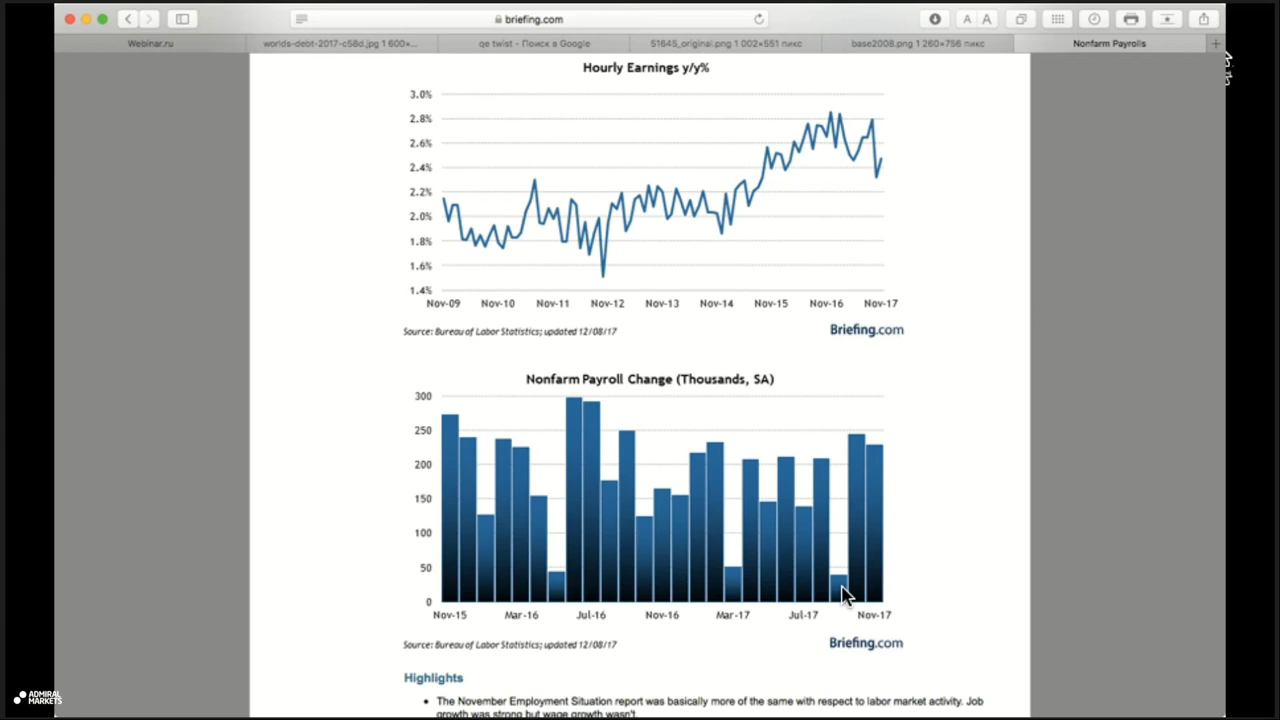 briefing.com
A A
Webinar.ru
worlds-debt-2017-c58d.jpg 1 600×...
qe twist - Поиск в Google
51645_original.png 1 002×551 пикс
base2008.png 1 260×756 пикс
Nonfarm Payrolls
Hourly Earnings y/y%
3.0%
2.8%
2.6%
2.4%
2.2%
2.0%
1.8%
1.6%
1.4%
Nov-09 Nov-10 Nov-11 Nov-12 Nov-13 Nov-14 Nov-15 Nov-16 Nov-17
Source: Bureau of Labor Statistics; updated 12/08/17
Briefing.com
Nonfarm Payroll Change (Thousands, SA)
300
250
200
150
100
50
0
Nov-15 Mar-16 Jul-16 Nov-16 Mar-17 Jul-17 Nov-17
Source: Bureau of Labor Statistics; updated 12/08/17
Briefing.com
Highlights
• The November Employment Situation report was basically more of the same with respect to labor market activity. Job
growth was strong but wage growth wasn't.
ADMIRAL
MARKETS